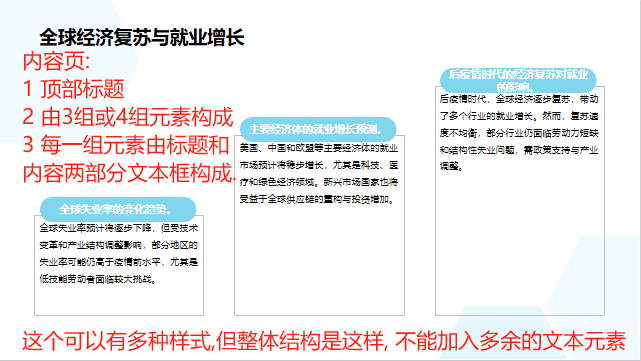 全球经济复苏与就业增长
内容页:
1 顶部标题
2 由3组或4组元素构成
3 每一组元素由标题和
内容两部分文本框构成.
全球失业率的变化趋势。
全球失业率预计将逐步下降，但受技术
变革和产业结构调整影响，部分地区的
失业率可能仍高于疫情前水平，尤其是
低技能劳动者面临较大挑战。
主要经济体的就业增长预测。
美国、中国和欧盟等主要经济体的就业
市场预计将稳步增长，尤其是科技、医
疗和绿色经济领域。新兴市场国家也将
受益于全球供应链的重构与投资增加。
后疫情时代的经济复苏对就业
的影响。
后疫情时代，全球经济逐步复苏，带动
了多个行业的就业增长。然而，复苏速
度不均衡，部分行业仍面临劳动力短缺
和结构性失业问题，需政策支持与产业
调整。
这个可以有多种样式,但整体结构是这样, 不能加入多余的文本元素